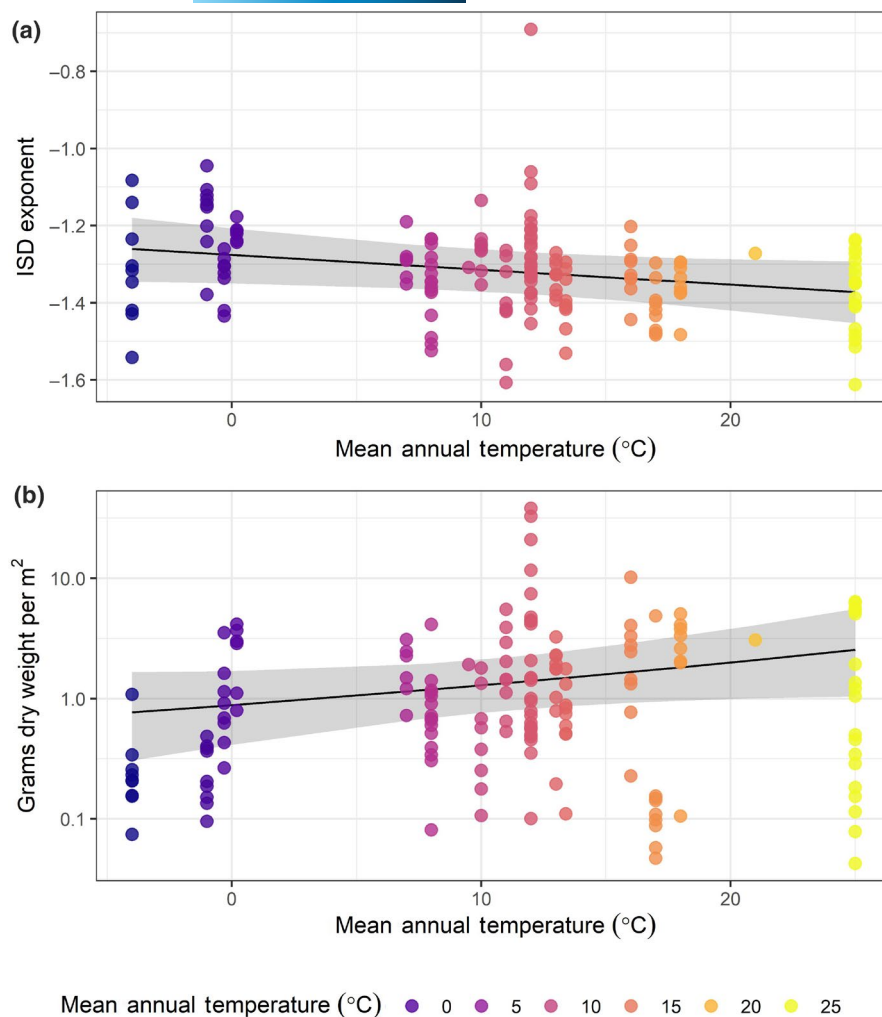 (a)
−0.8
−1.0
−1.2
−1.4
−1.6
ISD exponent
0 10 20
Mean annual temperature (°C)
(b)
10.0
1.0
0.1
Grams dry weight per m²
0 10 20
Mean annual temperature (°C)
Mean annual temperature (°C) 0 5 10 15 20 25